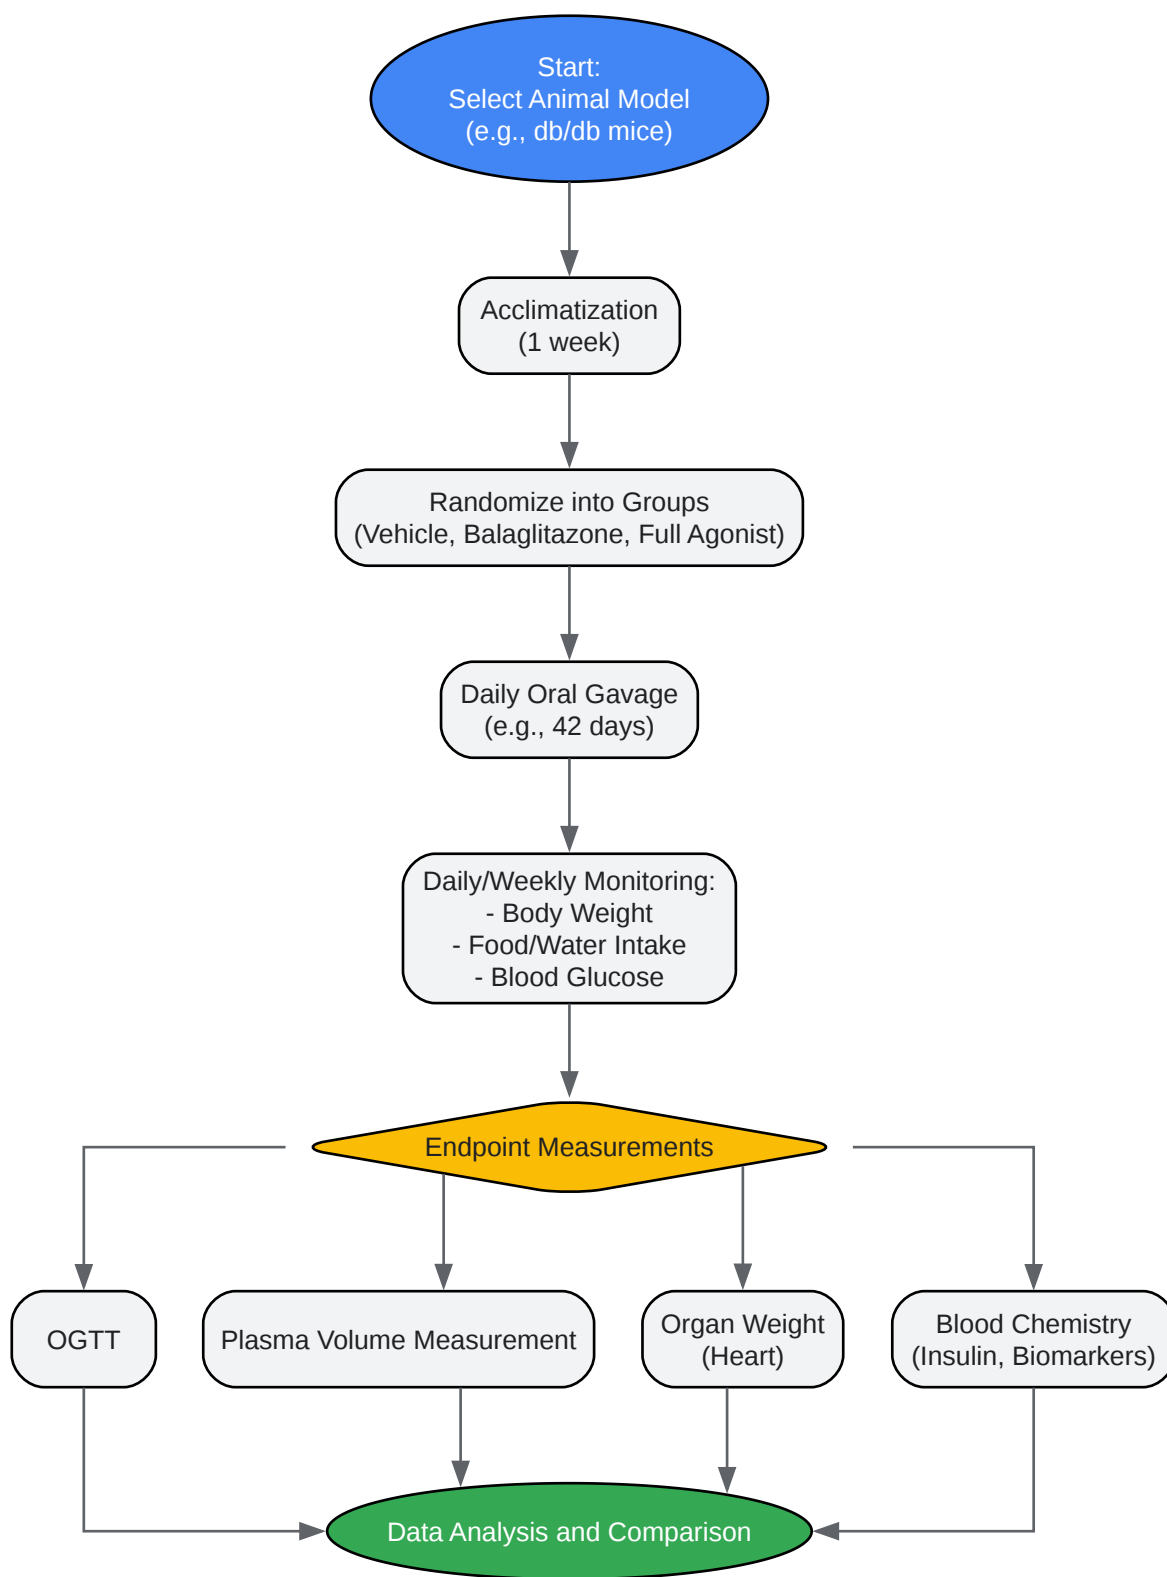 Start:
Select Animal Model
(e.g., db/db mice)
Acclimatization
(1 week)
Randomize into Groups
(Vehicle, Balaglitazone, Full Agonist)
Daily Oral Gavage
(e.g., 42 days)
Daily/Weekly Monitoring:
- Body Weight
- Food/Water Intake
- Blood Glucose
Endpoint Measurements
OGTT
Plasma Volume Measurement
Organ Weight
(Heart)
Blood Chemistry
(Insulin, Biomarkers)
Data Analysis and Comparison